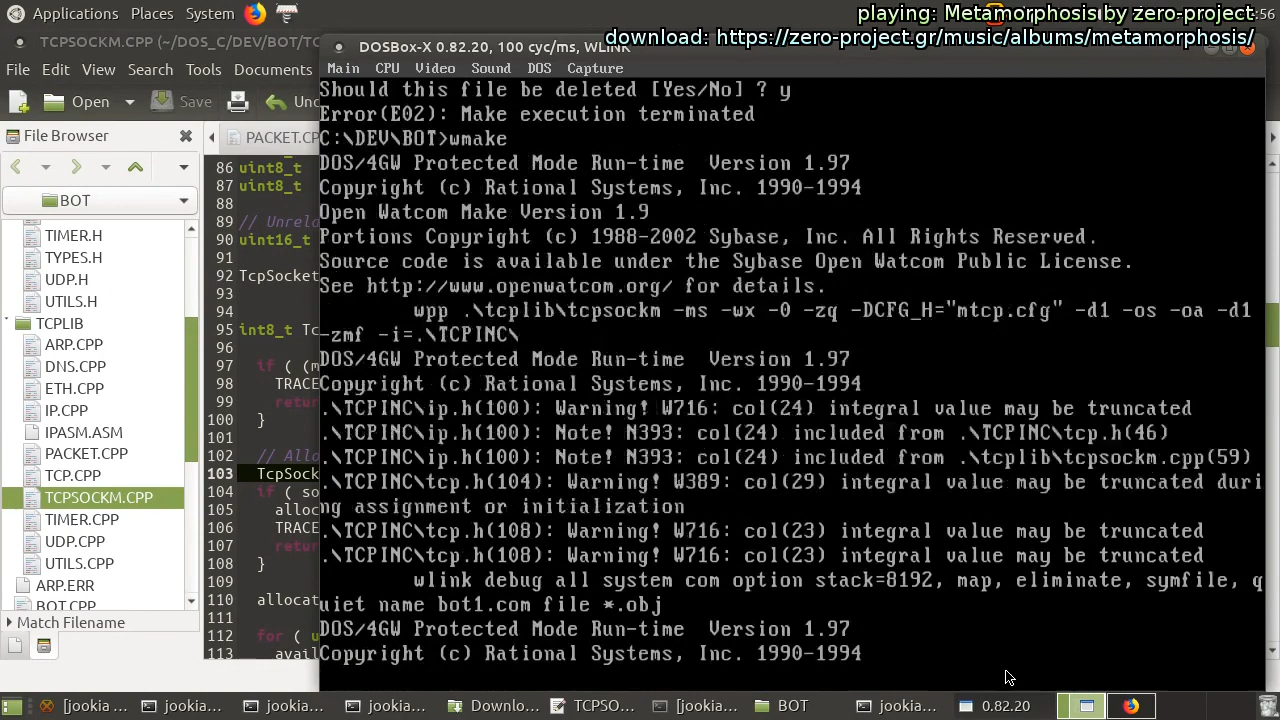 Applications Places System
playing: Metamorphosis by zero-project
:56
download: https://zero-project.gr/music/albums/metamorphosis/
TCPSOCKM.CPP (~/DOS_C/DEV/BOT/TC
DOSBox-X 0.82.20, 100 cyc/ms, WLINK
File Edit View Search Tools Documents
Main CPU Video Sound DOS Capture
Open Save Und
File Browser
PACKET.CP
BOT
TIMER.H
TYPES.H
UDP.H
UTILS.H
TCPLIB
ARP.CPP
DNS.CPP
ETH.CPP
IP.CPP
IPASM.ASM
PACKET.CPP
TCP.CPP
TCPSOCKM.CPP
TIMER.CPP
UDP.CPP
UTILS.CPP
ARP.ERR
BOT.CPP
Match Filename
86 uint8_t
87 uint8_t
88
89 // Unrela
90 uint16_t
91
92 TcpSocket
93
94
95 int8_t Tc
96
97 if ( (m
98 TRACE
99 retur
100 }
101
102 // Allo
103 TcpSock
104 if ( so
105 alloc
106 TRACE
107 retur
108 }
109
110 allocat
111
112 for ( u
113 avail
Should this file be deleted [Yes/No] ? y
Error(E02): Make execution terminated
C:\DEV\BOT>wmake
DOS/4GW Protected Mode Run-time  Version 1.97
Copyright (c) Rational Systems, Inc. 1990-1994
Open Watcom Make Version 1.9
Portions Copyright (c) 1988-2002 Sybase, Inc. All Rights Reserved.
Source code is available under the Sybase Open Watcom Public License.
See http://www.openwatcom.org/ for details.
wpp .\tcplib\tcpsockm -ms -wx -0 -zq -DCFG_H="mtcp.cfg" -d1 -os -oa -d1
-zmf -i=.\TCPINC\
DOS/4GW Protected Mode Run-time  Version 1.97
Copyright (c) Rational Systems, Inc. 1990-1994
.\TCPINC\ip.h(100): Warning! W716: col(24) integral value may be truncated
.\TCPINC\ip.h(100): Note! N393: col(24) included from .\TCPINC\tcp.h(46)
.\TCPINC\ip.h(100): Note! N393: col(24) included from .\tcplib\tcpsockm.cpp(59)
.\TCPINC\tcp.h(104): Warning! W389: col(29) integral value may be truncated duri
ng assignment or initialization
.\TCPINC\tcp.h(108): Warning! W716: col(23) integral value may be truncated
.\TCPINC\tcp.h(108): Warning! W716: col(23) integral value may be truncated
wlink debug all system com option stack=8192, map, eliminate, symfile, q
uiet name bot1.com file *.obj
DOS/4GW Protected Mode Run-time  Version 1.97
Copyright (c) Rational Systems, Inc. 1990-1994
[jookia ... jookia... jookia... jookia... Downlo... TCPSO... [jookia... BOT jookia... 0.82.20